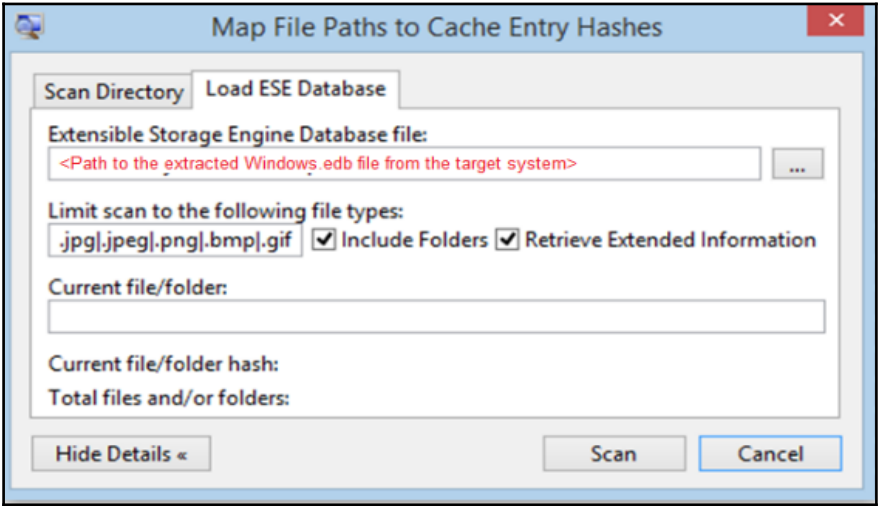 Map File Paths to Cache Entry Hashes
Scan Directory Load ESE Database
Extensible Storage Engine Database file:
<Path to the extracted Windows.edb file from the target system> ...
Limit scan to the following file types:
.jpg|.jpeg|.png|.bmp|.gif Include Folders Retrieve Extended Information
Current file/folder:
Current file/folder hash:
Total files and/or folders:
Hide Details « Scan Cancel